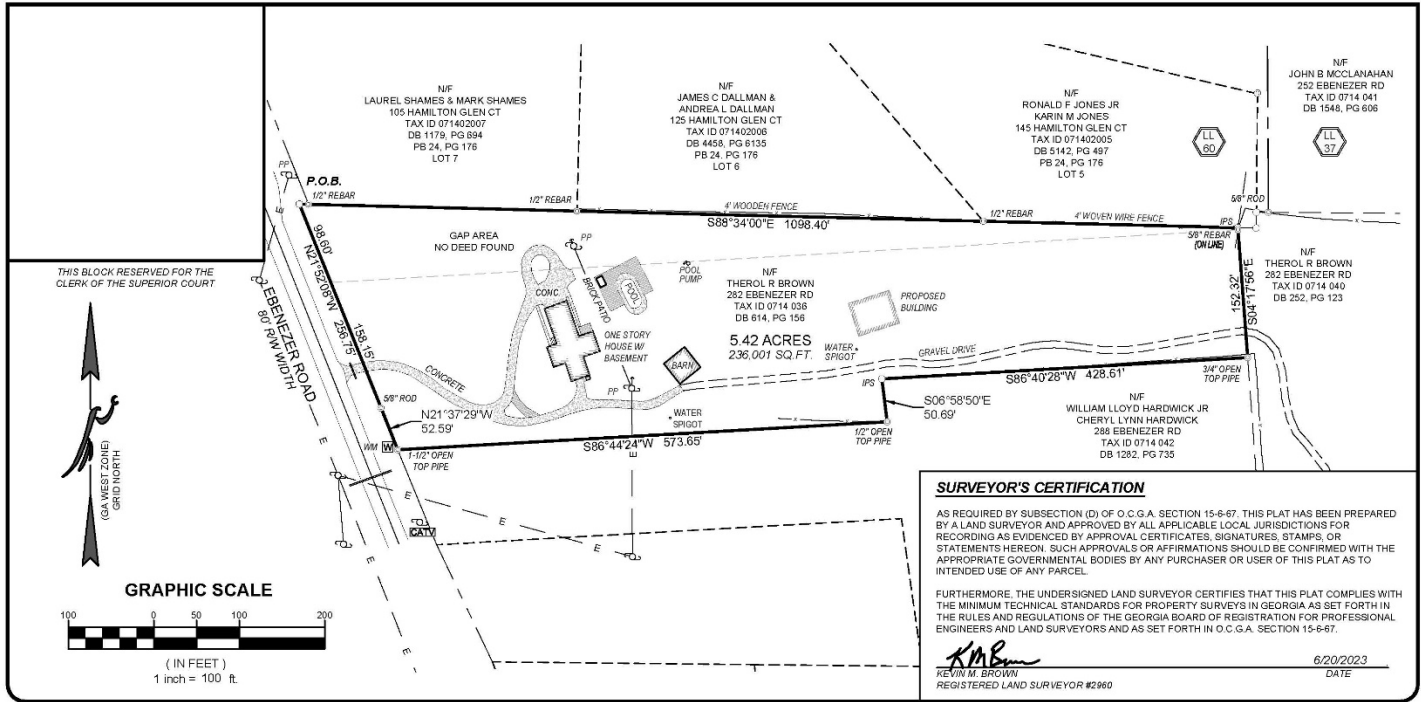 N/F
LAUREL SHAMES & MARK SHAMES
105 HAMILTON GLEN CT
TAX ID 071402007
DB 1179, PG 694
PB 24, PG 176
LOT 7
N/F
JAMES C DALLMAN &
ANDREA L DALLMAN
125 HAMILTON GLEN CT
TAX ID 071402006
DB 4458, PG 6135
PB 24. PG 176
LOT 6
N/F
RONALD F JONES JR
KARIN M JONES
145 HAMILTON GLEN CT
TAX ID 071402005
DB 5142, PG 497
PB 24, PG 176
LOT 5
LL
60
N/F
JOHN B MCCLANAHAN
252 EBENEZER RD
TAX ID 0714 041
DB 1548, PG 606
LL
37
PP
P.O.B.
1/2" REBAR
1/2" REBAR
4' WOODEN FENCE
S88°34'00"E 1098.40'
1/2" REBAR
4' WOVEN WIRE FENCE
5/8" ROD
IPS
5/8" REBAR
(ON LINE)
THIS BLOCK RESERVED FOR THE
CLERK OF THE SUPERIOR COURT
98.60'
N21°52'08"W
256.75'
158.15'
EBENEZER ROAD
80' R/W WIDTH
GAP AREA
NO DEED FOUND
PP
CONC.
BRICK PATIO
POOL
POOL
PUMP
ONE STORY
HOUSE W/
BASEMENT
N/F
THEROL R BROWN
282 EBENEZER RD
TAX ID 0714 036
DB 614, PG 156
5.42 ACRES
236,001 SQ.FT.
PROPOSED
BUILDING
WATER
SPIGOT
BARN
GRAVEL DRIVE
152.32'
S04°17'56"E
N/F
THEROL R BROWN
282 EBENEZER RD
TAX ID 0714 040
DB 252, PG 123
CONCRETE
5/8" ROD
N21°37'29"W
52.59'
WM
W
1-1/2" OPEN
TOP PIPE
PP
WATER
SPIGOT
S86°44'24"W 573.65'
IPS
S06°58'50"E
50.69'
1/2" OPEN
TOP PIPE
S86°40'28"W 428.61'
3/4" OPEN
TOP PIPE
N/F
WILLIAM LLOYD HARDWICK JR
CHERYL LYNN HARDWICK
288 EBENEZER RD
TAX ID 0714 042
DB 1282, PG 735
E
E
E
E
E
E
E
E
CATV
(GA WEST ZONE)
GRID NORTH
GRAPHIC SCALE
100 0 50 100 200
( IN FEET )
1 inch = 100 ft.
SURVEYOR'S CERTIFICATION
AS REQUIRED BY SUBSECTION (D) OF O.C.G.A. SECTION 15-6-67. THIS PLAT HAS BEEN PREPARED
BY A LAND SURVEYOR AND APPROVED BY ALL APPLICABLE LOCAL JURISDICTIONS FOR
RECORDING AS EVIDENCED BY APPROVAL CERTIFICATES, SIGNATURES, STAMPS, OR
STATEMENTS HEREON. SUCH APPROVALS OR AFFIRMATIONS SHOULD BE CONFIRMED WITH THE
APPROPRIATE GOVERNMENTAL BODIES BY ANY PURCHASER OR USER OF THIS PLAT AS TO
INTENDED USE OF ANY PARCEL.
FURTHERMORE, THE UNDERSIGNED LAND SURVEYOR CERTIFIES THAT THIS PLAT COMPLIES WITH
THE MINIMUM TECHNICAL STANDARDS FOR PROPERTY SURVEYS IN GEORGIA AS SET FORTH IN
THE RULES AND REGULATIONS OF THE GEORGIA BOARD OF REGISTRATION FOR PROFESSIONAL
ENGINEERS AND LAND SURVEYORS AND AS SET FORTH IN O.C.G.A. SECTION 15-6-67.
6/20/2023
KEVIN M. BROWN DATE
REGISTERED LAND SURVEYOR #2960